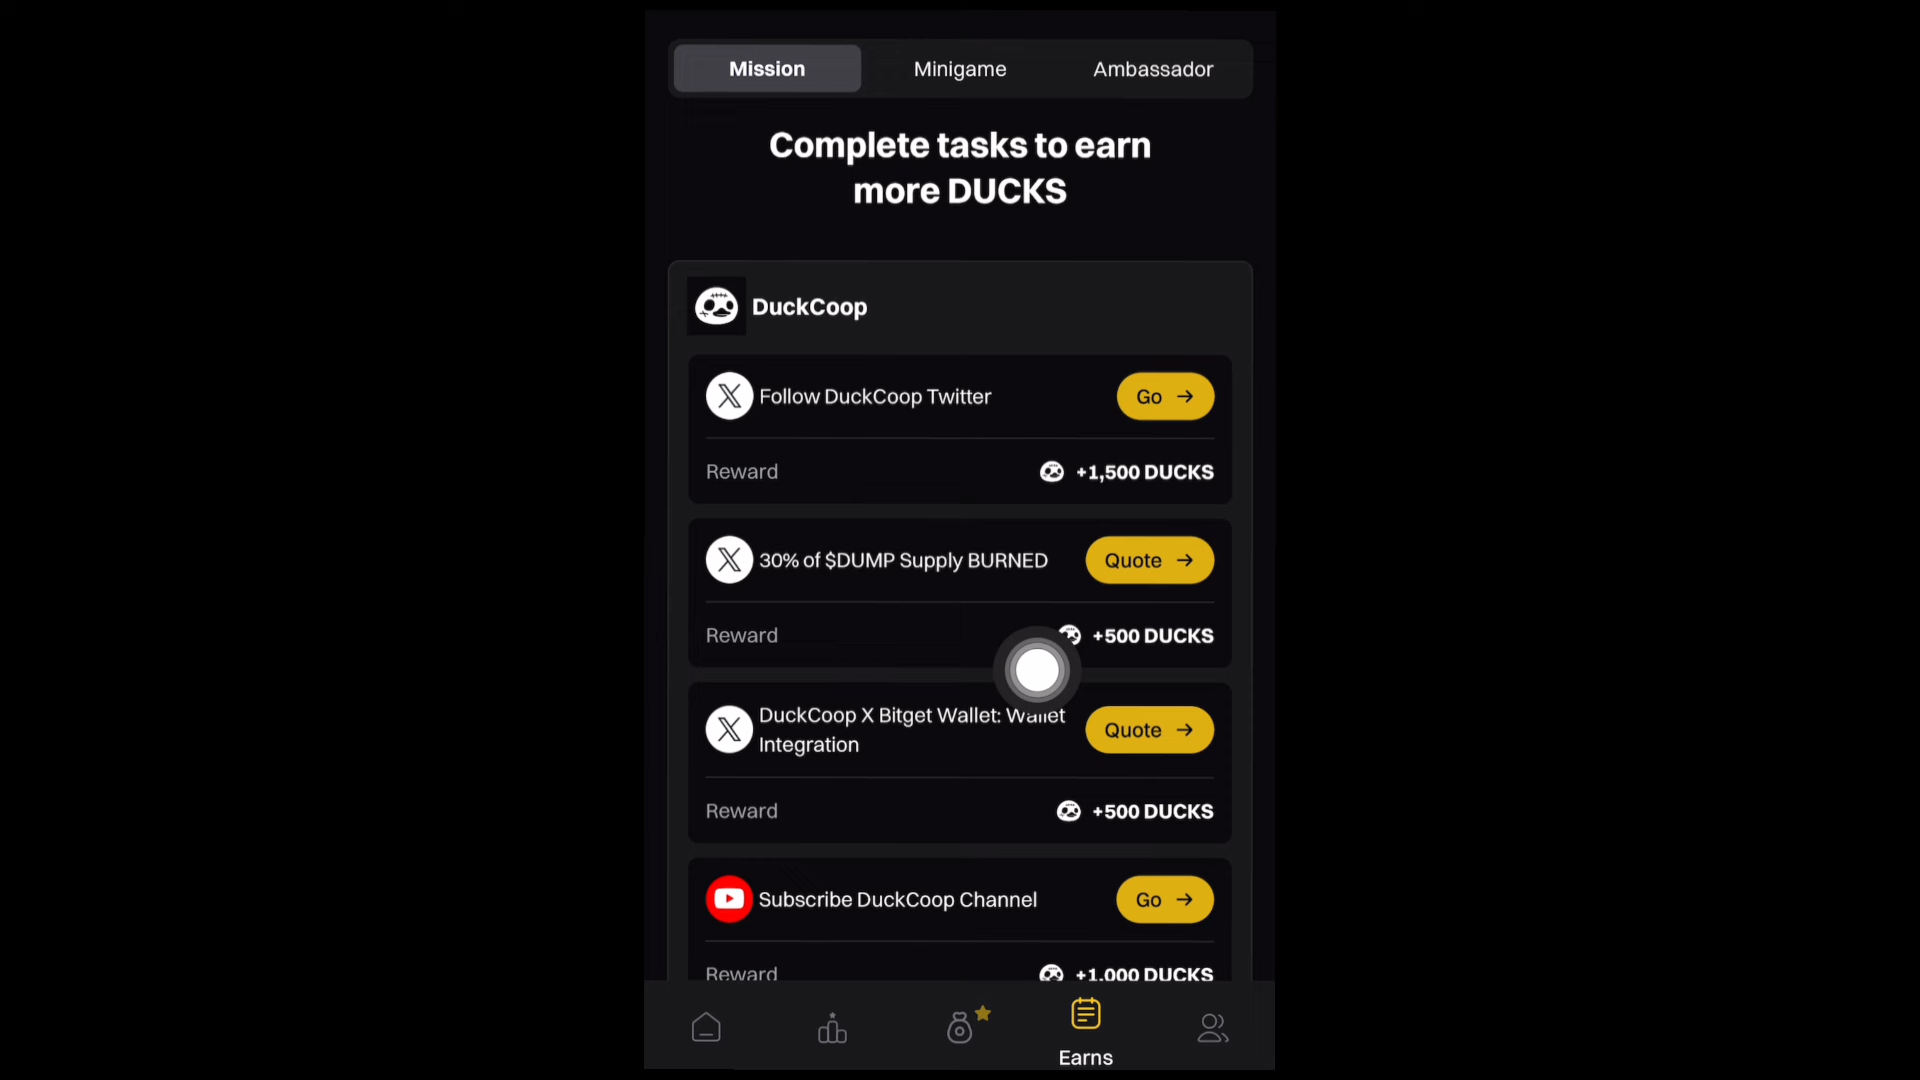 Mission Minigame Ambassador
Complete tasks to earn
more DUCKS
DuckCoop
Follow DuckCoop Twitter Go →
Reward +1,500 DUCKS
30% of $DUMP Supply BURNED Quote →
Reward +500 DUCKS
DuckCoop X Bitget Wallet: Wallet
Integration
Quote →
Reward +500 DUCKS
Subscribe DuckCoop Channel Go →
Reward +1,000 DUCKS
Earns